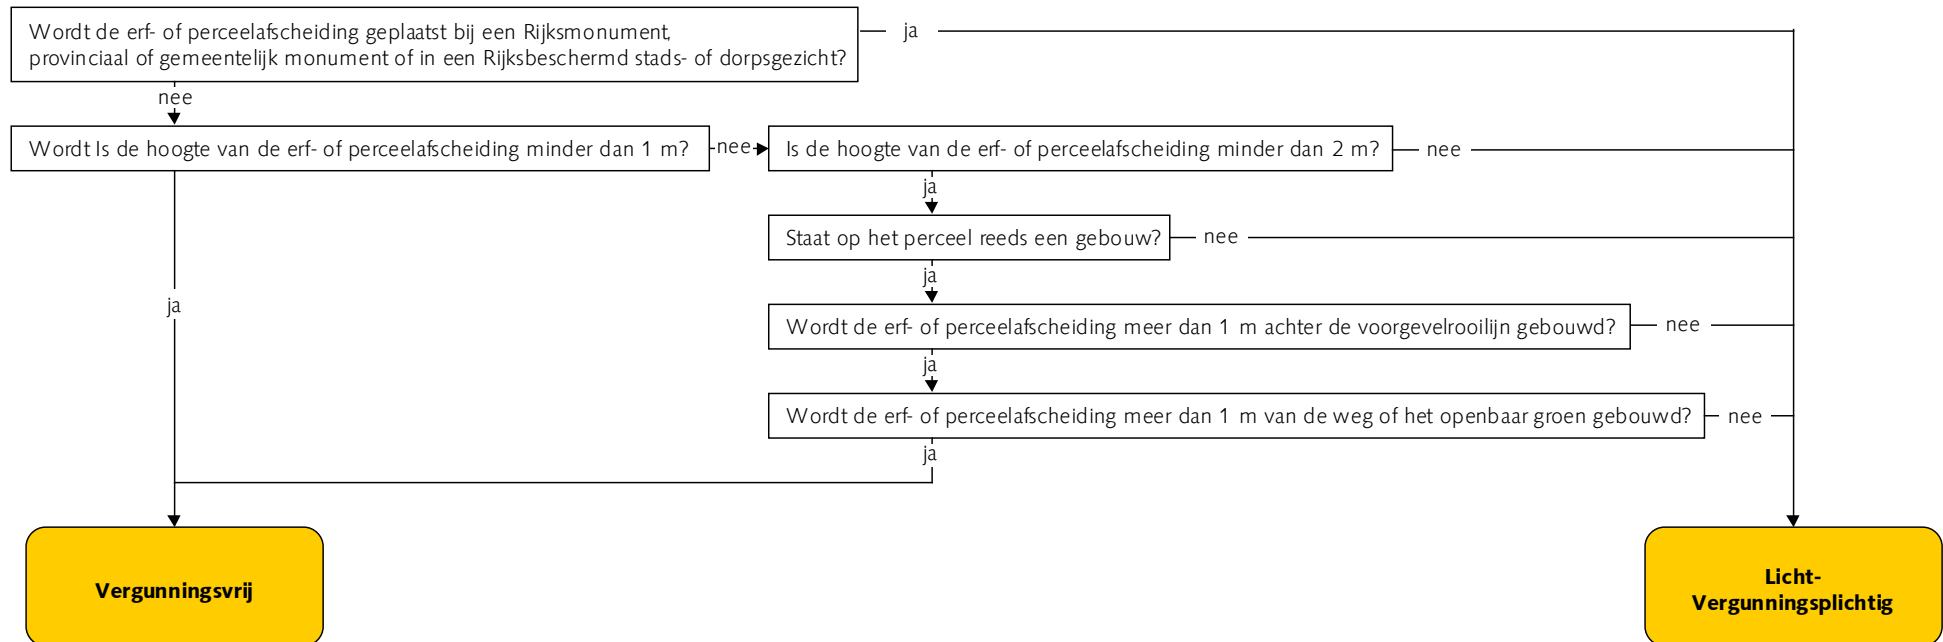 Wordt de erf- of perceelafscheiding geplaatst bij een Rijksmonument,
provinciaal of gemeentelijk monument of in een Rijksbeschermd stads- of dorpsgezicht?
ja
nee
Wordt Is de hoogte van de erf- of perceelafscheiding minder dan 1 m?
nee
Is de hoogte van de erf- of perceelafscheiding minder dan 2 m?
nee
ja
Staat op het perceel reeds een gebouw?
nee
ja
ja
Wordt de erf- of perceelafscheiding meer dan 1 m achter de voorgevelrooilijn gebouwd?
nee
ja
Wordt de erf- of perceelafscheiding meer dan 1 m van de weg of het openbaar groen gebouwd?
nee
ja
Vergunningsvrij
Licht-
Vergunningsplichtig